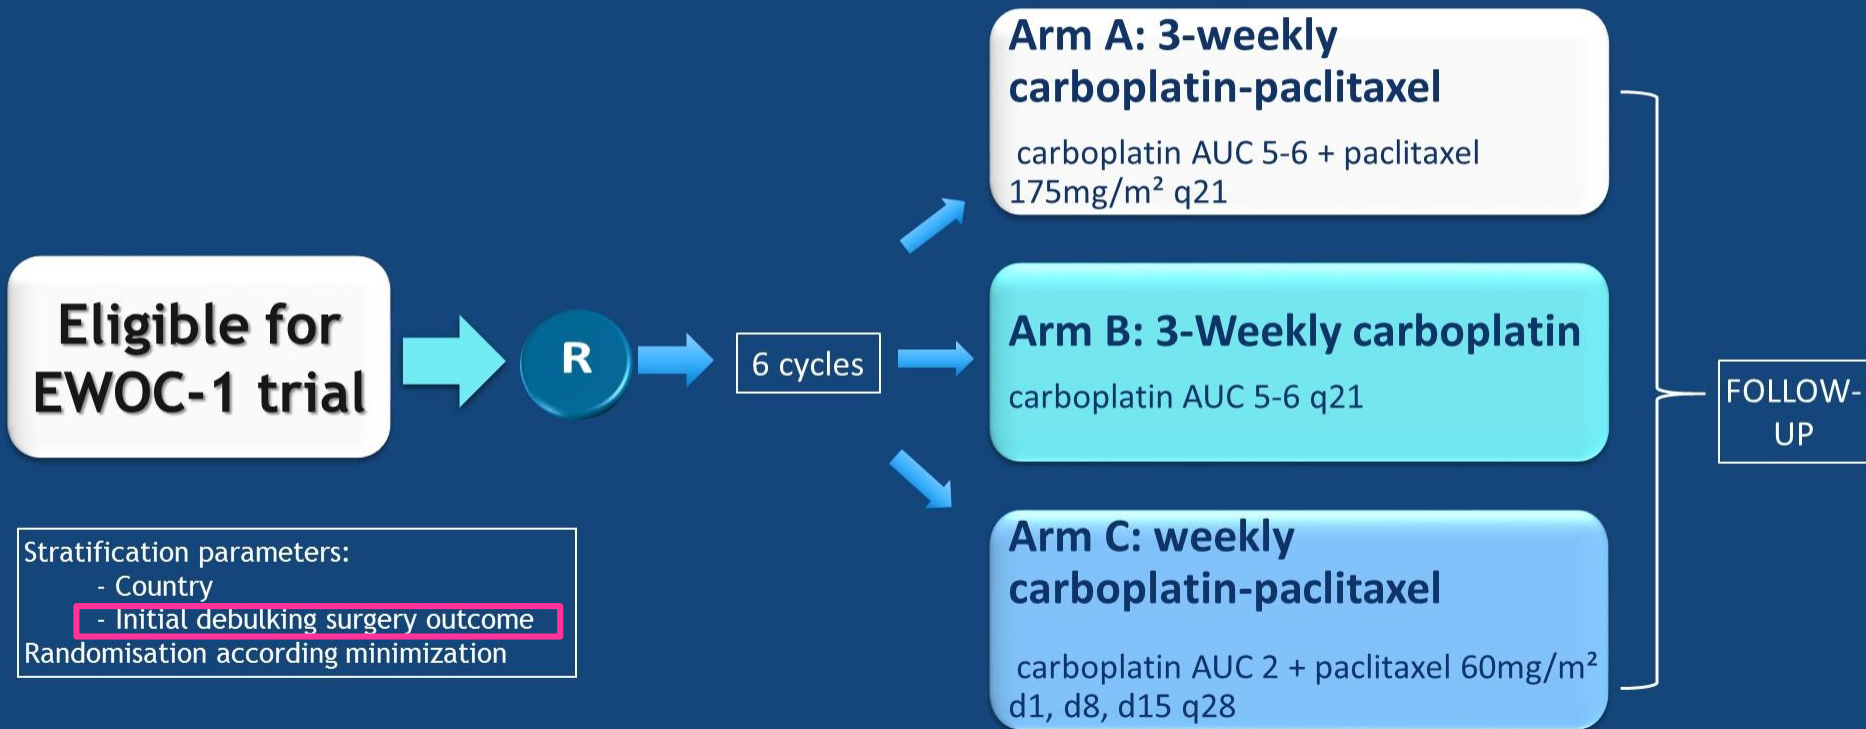 Eligible for
EWOC-1 trial
R
6 cycles
Arm A: 3-weekly
carboplatin-paclitaxel
carboplatin AUC 5-6 + paclitaxel
175mg/m² q21
Arm B: 3-Weekly carboplatin
carboplatin AUC 5-6 q21
Arm C: weekly
carboplatin-paclitaxel
carboplatin AUC 2 + paclitaxel 60mg/m²
d1, d8, d15 q28
FOLLOW-
UP
Stratification parameters:
- Country
- Initial debulking surgery outcome
Randomisation according minimization